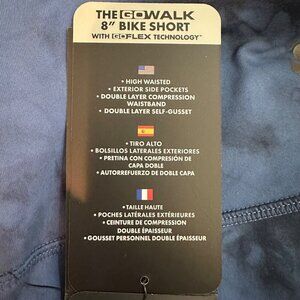 THE GOWALK
8" BIKE SHORT
WITH GOFLEX TECHNOLOGY™
• HIGH WAISTED
• EXTERIOR SIDE POCKETS
• DOUBLE LAYER COMPRESSION
WAISTBAND
• DOUBLE LAYER SELF-GUSSET
• TIRO ALTO
• BOLSILLOS LATERALES EXTERIORES
• PRETINA CON COMPRESIÓN DE
CAPA DOBLE
• AUTORREFUERZO DE DOBLE CAPA
• TAILLE HAUTE
• POCHES LATÉRALES EXTÉRIEURES
• CEINTURE DE COMPRESSION
DOUBLE ÉPAISSEUR
• GOUSSET PERSONNEL DOUBLE ÉPAISSEUR